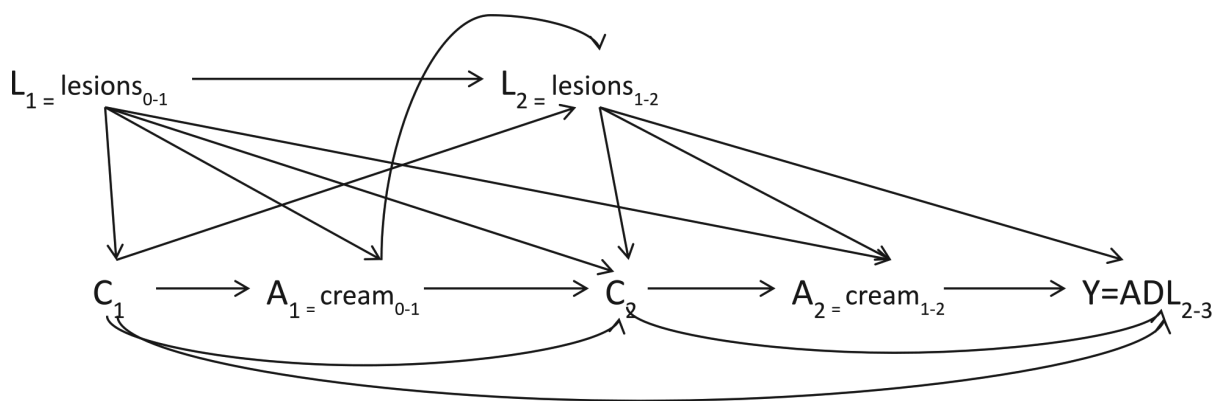 L1 = lesions0-1
L2 = lesions1-2
C1
A1 = cream0-1
C2
A2 = cream1-2
Y=ADL2-3